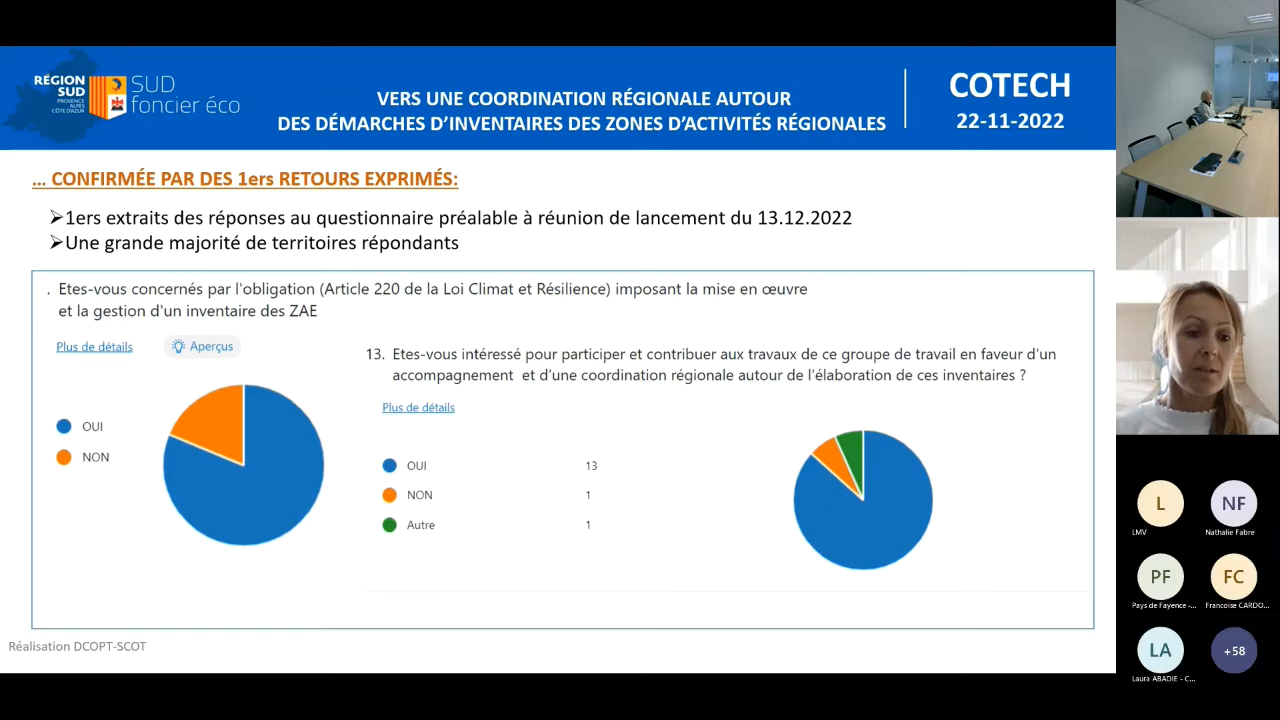 RÉGION
SUD
PROVENCE
ALPES
CÔTE D'AZUR
SUD
foncier éco
VERS UNE COORDINATION RÉGIONALE AUTOUR
DES DÉMARCHES D'INVENTAIRES DES ZONES D'ACTIVITÉS RÉGIONALES
COTECH
22-11-2022
... CONFIRMÉE PAR DES 1ers RETOURS EXPRIMÉS:
➢1ers extraits des réponses au questionnaire préalable à réunion de lancement du 13.12.2022
➢Une grande majorité de territoires répondants
. Etes-vous concernés par l'obligation (Article 220 de la Loi Climat et Résilience) imposant la mise en œuvre
et la gestion d'un inventaire des ZAE
Plus de détails
Aperçus
OUI
NON
13. Etes-vous intéressé pour participer et contribuer aux travaux de ce groupe de travail en faveur d'un
accompagnement et d'une coordination régionale autour de l'élaboration de ces inventaires ?
Plus de détails
OUI 13
NON 1
Autre 1
Réalisation DCOPT-SCOT
L
LMV
NF
Nathalie Fabre
PF
Pays de Fayence -...
FC
Francoise CARDO...
LA
Laura ABADIE - C...
+58